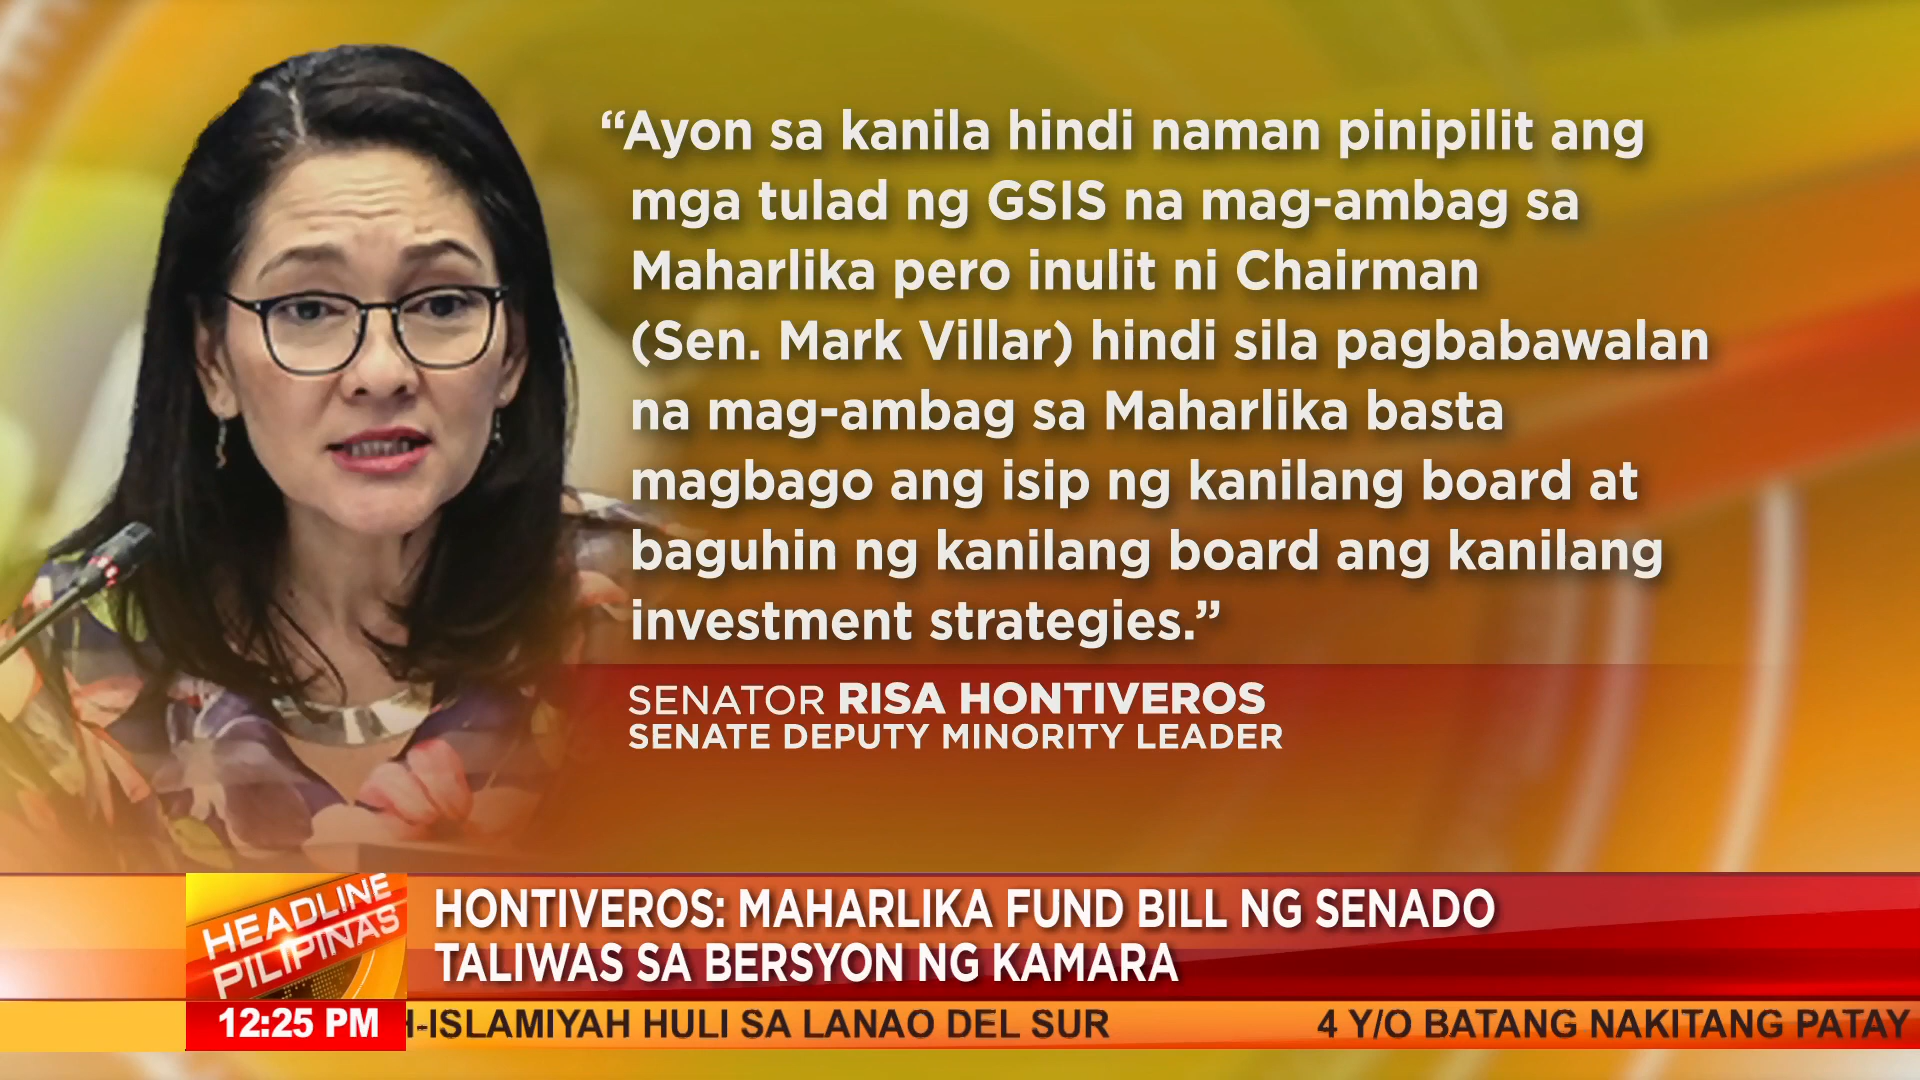 “Ayon sa kanila hindi naman pinipilit ang
mga tulad ng GSIS na mag-ambag sa
Maharlika pero inulit ni Chairman
(Sen. Mark Villar) hindi sila pagbabawalan
na mag-ambag sa Maharlika basta
magbago ang isip ng kanilang board at
baguhin ng kanilang board ang kanilang
investment strategies.”
SENATOR RISA HONTIVEROS
SENATE DEPUTY MINORITY LEADER
HEADLINE
PILIPINAS
HONTIVEROS: MAHARLIKA FUND BILL NG SENADO
TALIWAS SA BERSYON NG KAMARA
12:25 PM
H-ISLAMIYAH HULI SA LANAO DEL SUR 4 Y/O BATANG NAKITANG PATAY